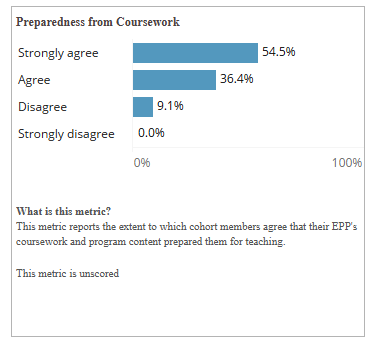 Preparedness from Coursework
Strongly agree 54.5%
Agree 36.4%
Disagree 9.1%
Strongly disagree 0.0%
0% 100%
What is this metric?
This metric reports the extent to which cohort members agree that their EPP's
coursework and program content prepared them for teaching.
This metric is unscored